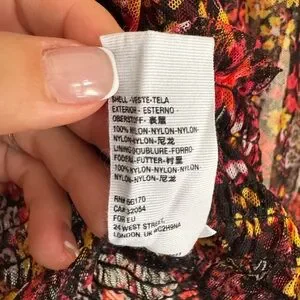 SHELL -VESTE-TELA
EXTERIOR - ESTERNO -
OBERSTOFF- 表層
100% NYLON-NYLON-NYLON-
NYLON-NYLON- 尼龙
LINING-DOUBLURE-FORRO-
FODERA-FUTTER- 衬里
100% NYLON-NYLON-NYLON-
NYLON-NYLON- 尼龙
RN# 66170
CA# 32054
FOR EU
24 WEST STREET
LONDON, UK